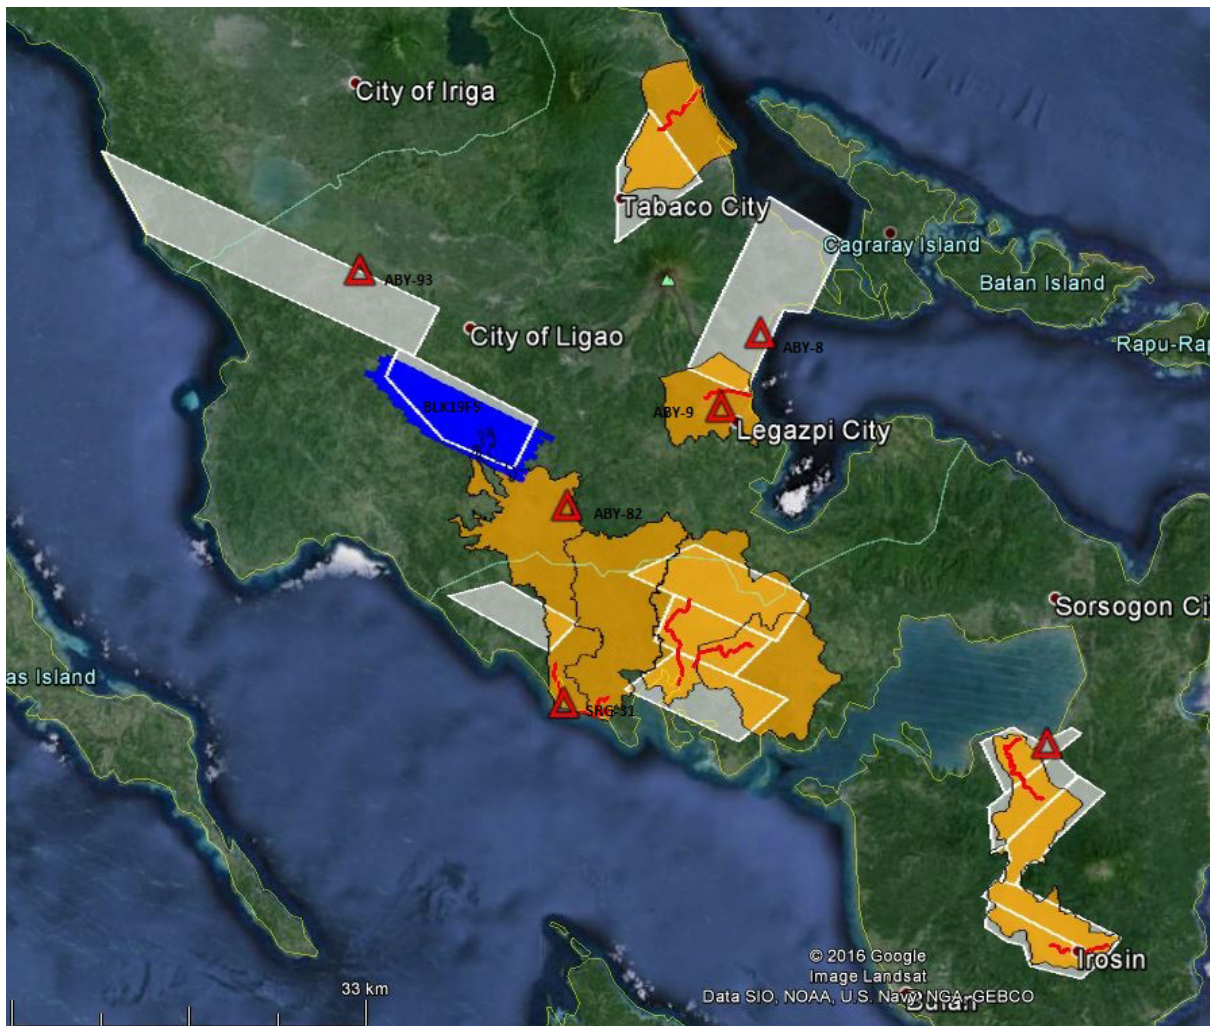 City of Iriga
Tabaco City
Cagraray Island
ABY-93
Batan Island
City of Ligao
ABY-8
Rapu-Rap
BLK19FS
ABY-9
Legazpi City
ABY-82
Sorsogon Cit
as Island
SRG-31
© 2016 Google
Image Landsat
Irosin
33 km
Data SIO, NOAA, U.S. Navy, NGA, GEBCO
Bulan